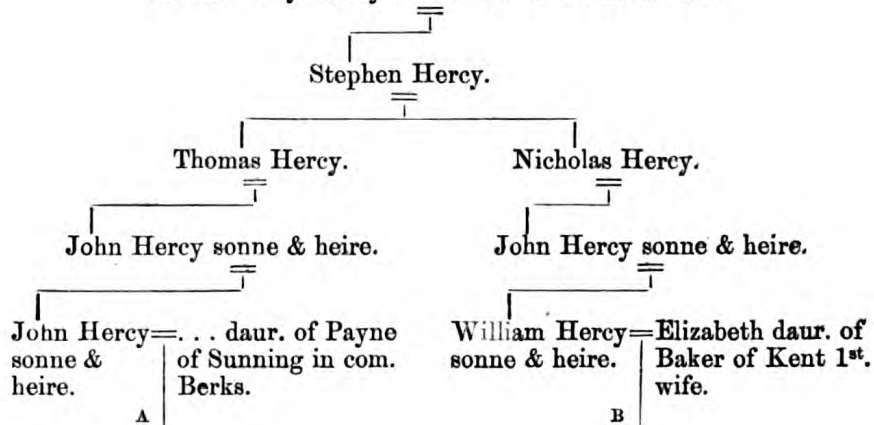 Stephen Hercy.
Thomas Hercy.
Nicholas Hercy.
John Hercy sonne & heire.
John Hercy sonne & heire.
John Hercy=. . . daur. of Payne
sonne & of Sunning in com.
heire. Berks.
A
William Hercy=Elizabeth daur. of
sonne & heire. Baker of Kent 1st.
wife.
B